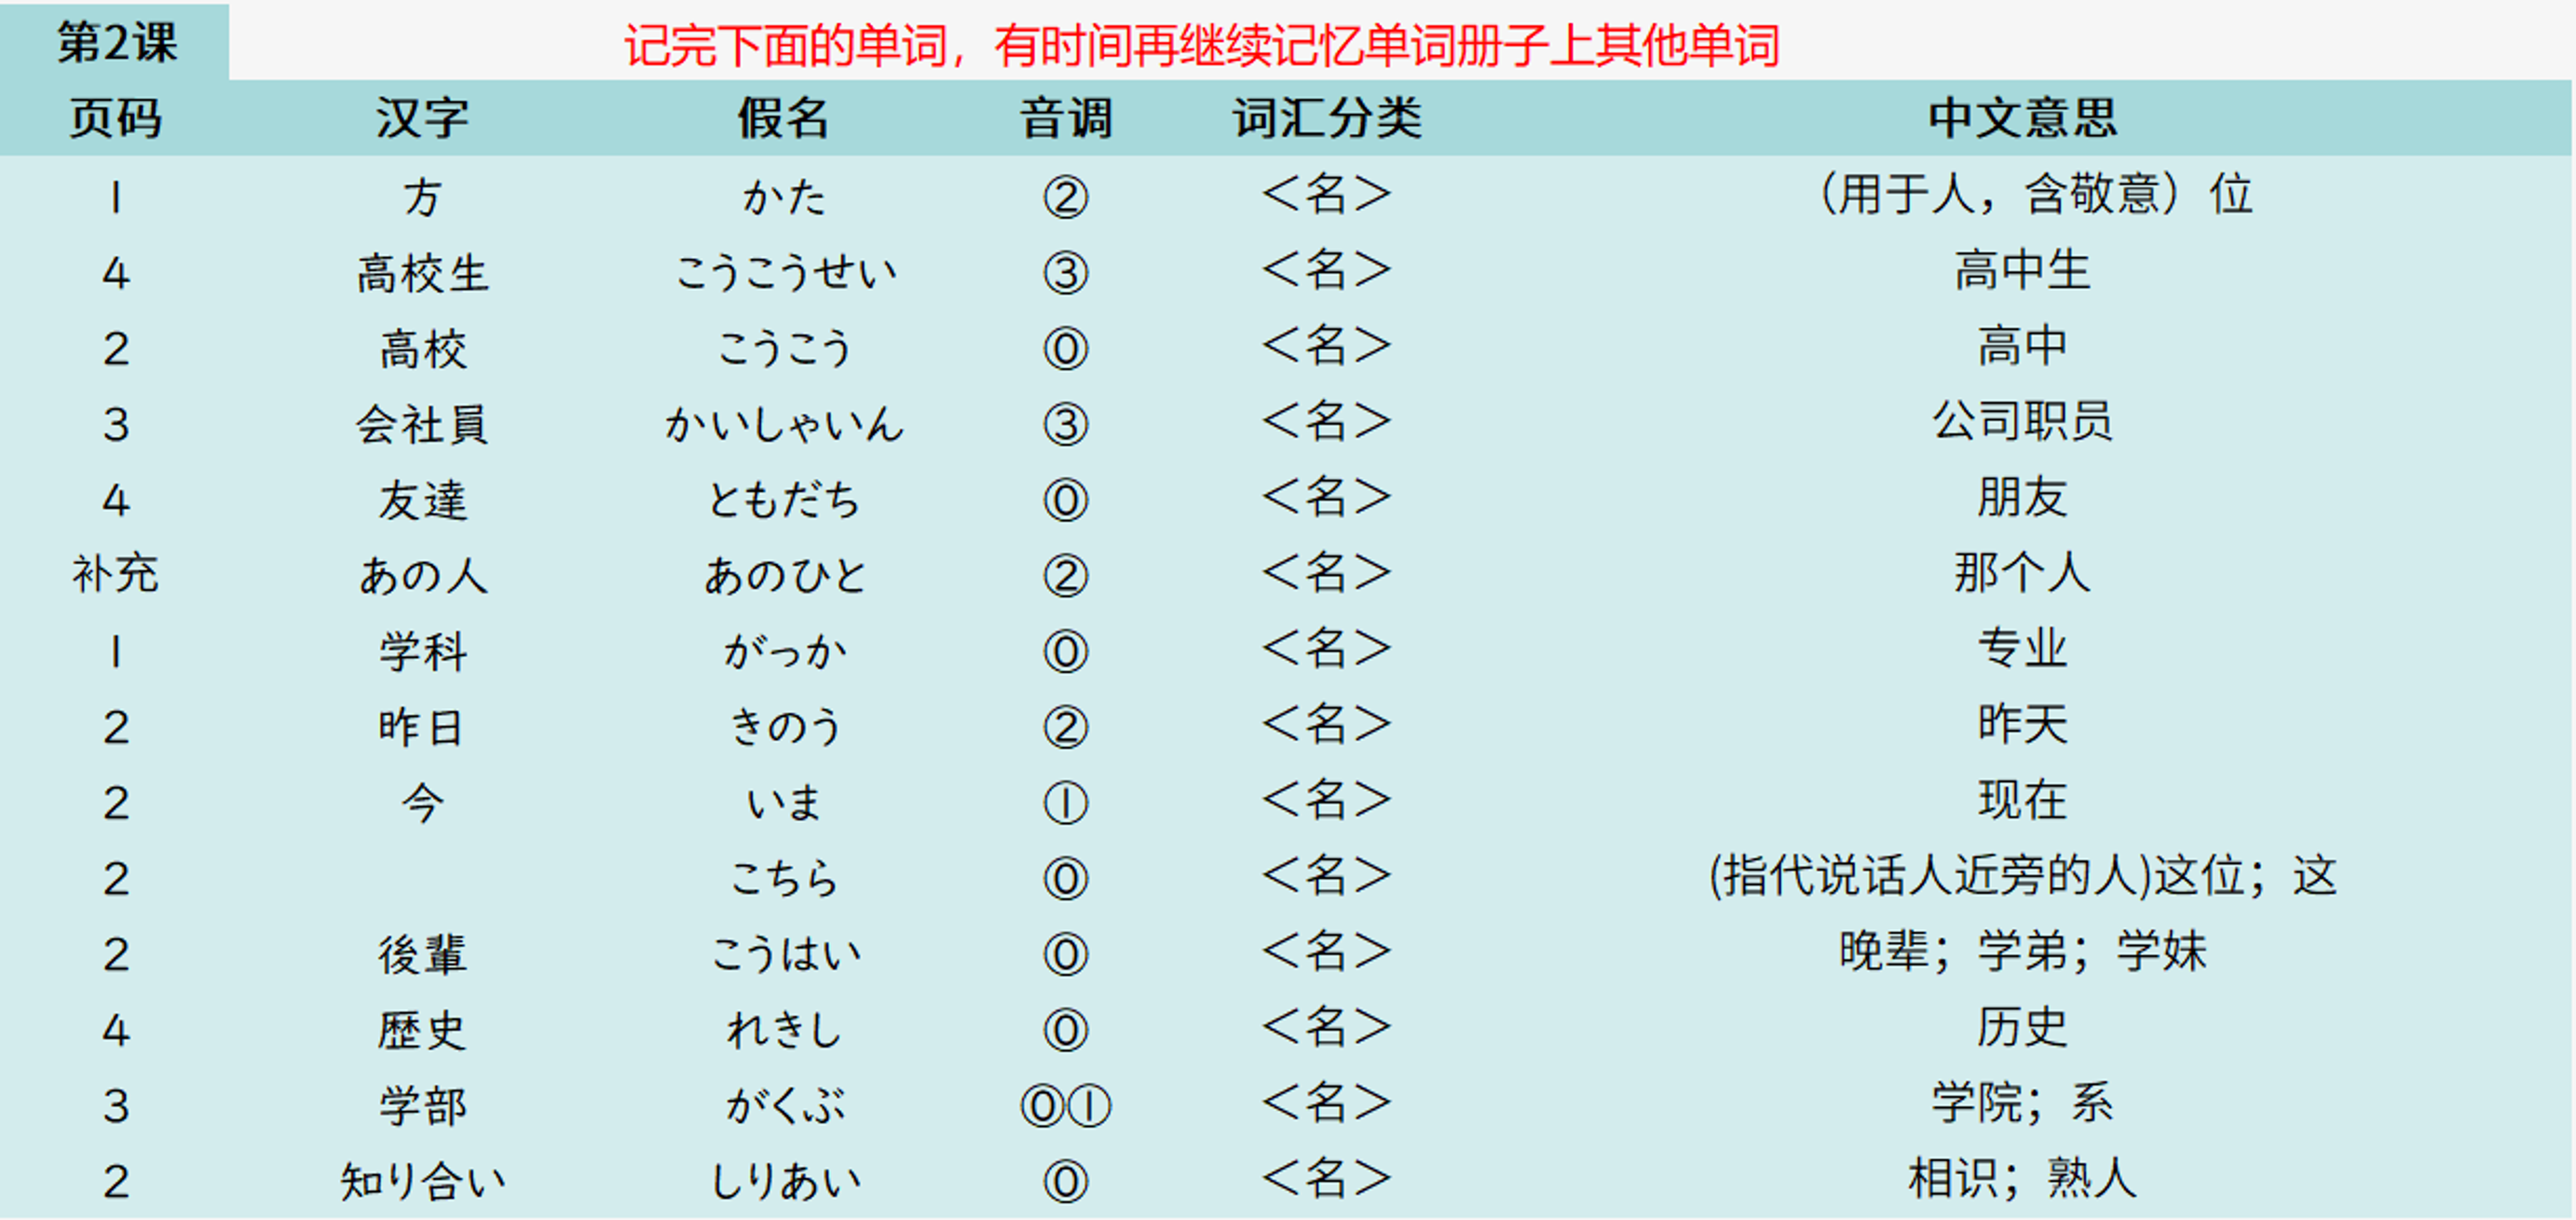 第2课 记完下面的单词，有时间再继续记忆单词册子上其他单词
页码 汉字 假名 音调 词汇分类 中文意思
1 方 かた ② ＜名＞ （用于人，含敬意）位
4 高校生 こうこうせい ③ ＜名＞ 高中生
2 高校 こうこう ⓪ ＜名＞ 高中
3 会社員 かいしゃいん ③ ＜名＞ 公司职员
4 友達 ともだち ⓪ ＜名＞ 朋友
补充 あの人 あのひと ② ＜名＞ 那个人
1 学科 がっか ⓪ ＜名＞ 专业
2 昨日 きのう ② ＜名＞ 昨天
2 今 いま ① ＜名＞ 现在
2 こちら ⓪ ＜名＞ (指代说话人近旁的人)这位；这
2 後輩 こうはい ⓪ ＜名＞ 晚辈；学弟；学妹
4 歴史 れきし ⓪ ＜名＞ 历史
3 学部 がくぶ ⓪① ＜名＞ 学院；系
2 知り合い しりあい ⓪ ＜名＞ 相识；熟人